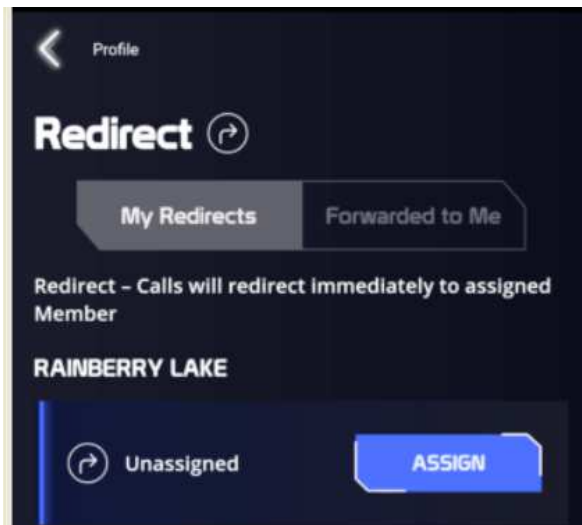 Profile
Redirect
My Redirects
Forwarded to Me
Redirect – Calls will redirect immediately to assigned
Member
RAINBERRY LAKE
Unassigned
ASSIGN